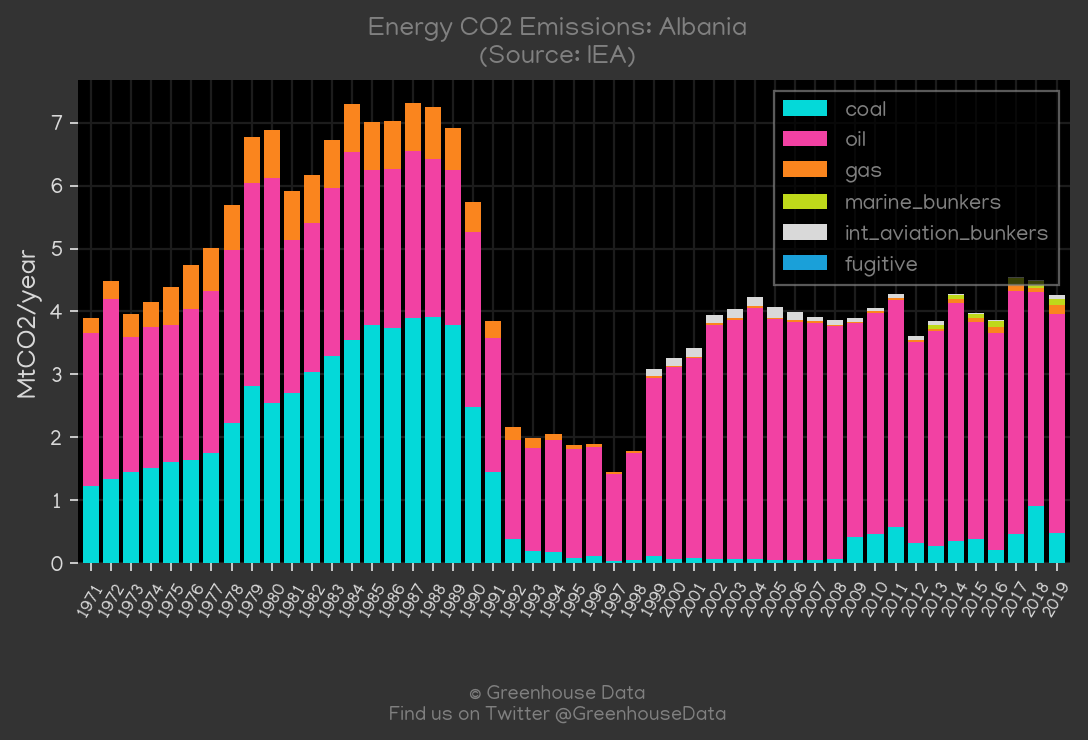 Energy CO2 Emissions: Albania
(Source: IEA)
coal
oil
gas
marine_bunkers
int_aviation_bunkers
fugitive
MtCO2/year
7
6
5
4
3
2
1
0
1971 1972 1973 1974 1975 1976 1977 1978 1979 1980 1981 1982 1983 1984 1985 1986 1987 1988 1989 1990 1991 1992 1993 1994 1995 1996 1997 1998 1999 2000 2001 2002 2003 2004 2005 2006 2007 2008 2009 2010 2011 2012 2013 2014 2015 2016 2017 2018 2019
© Greenhouse Data
Find us on Twitter @GreenhouseData